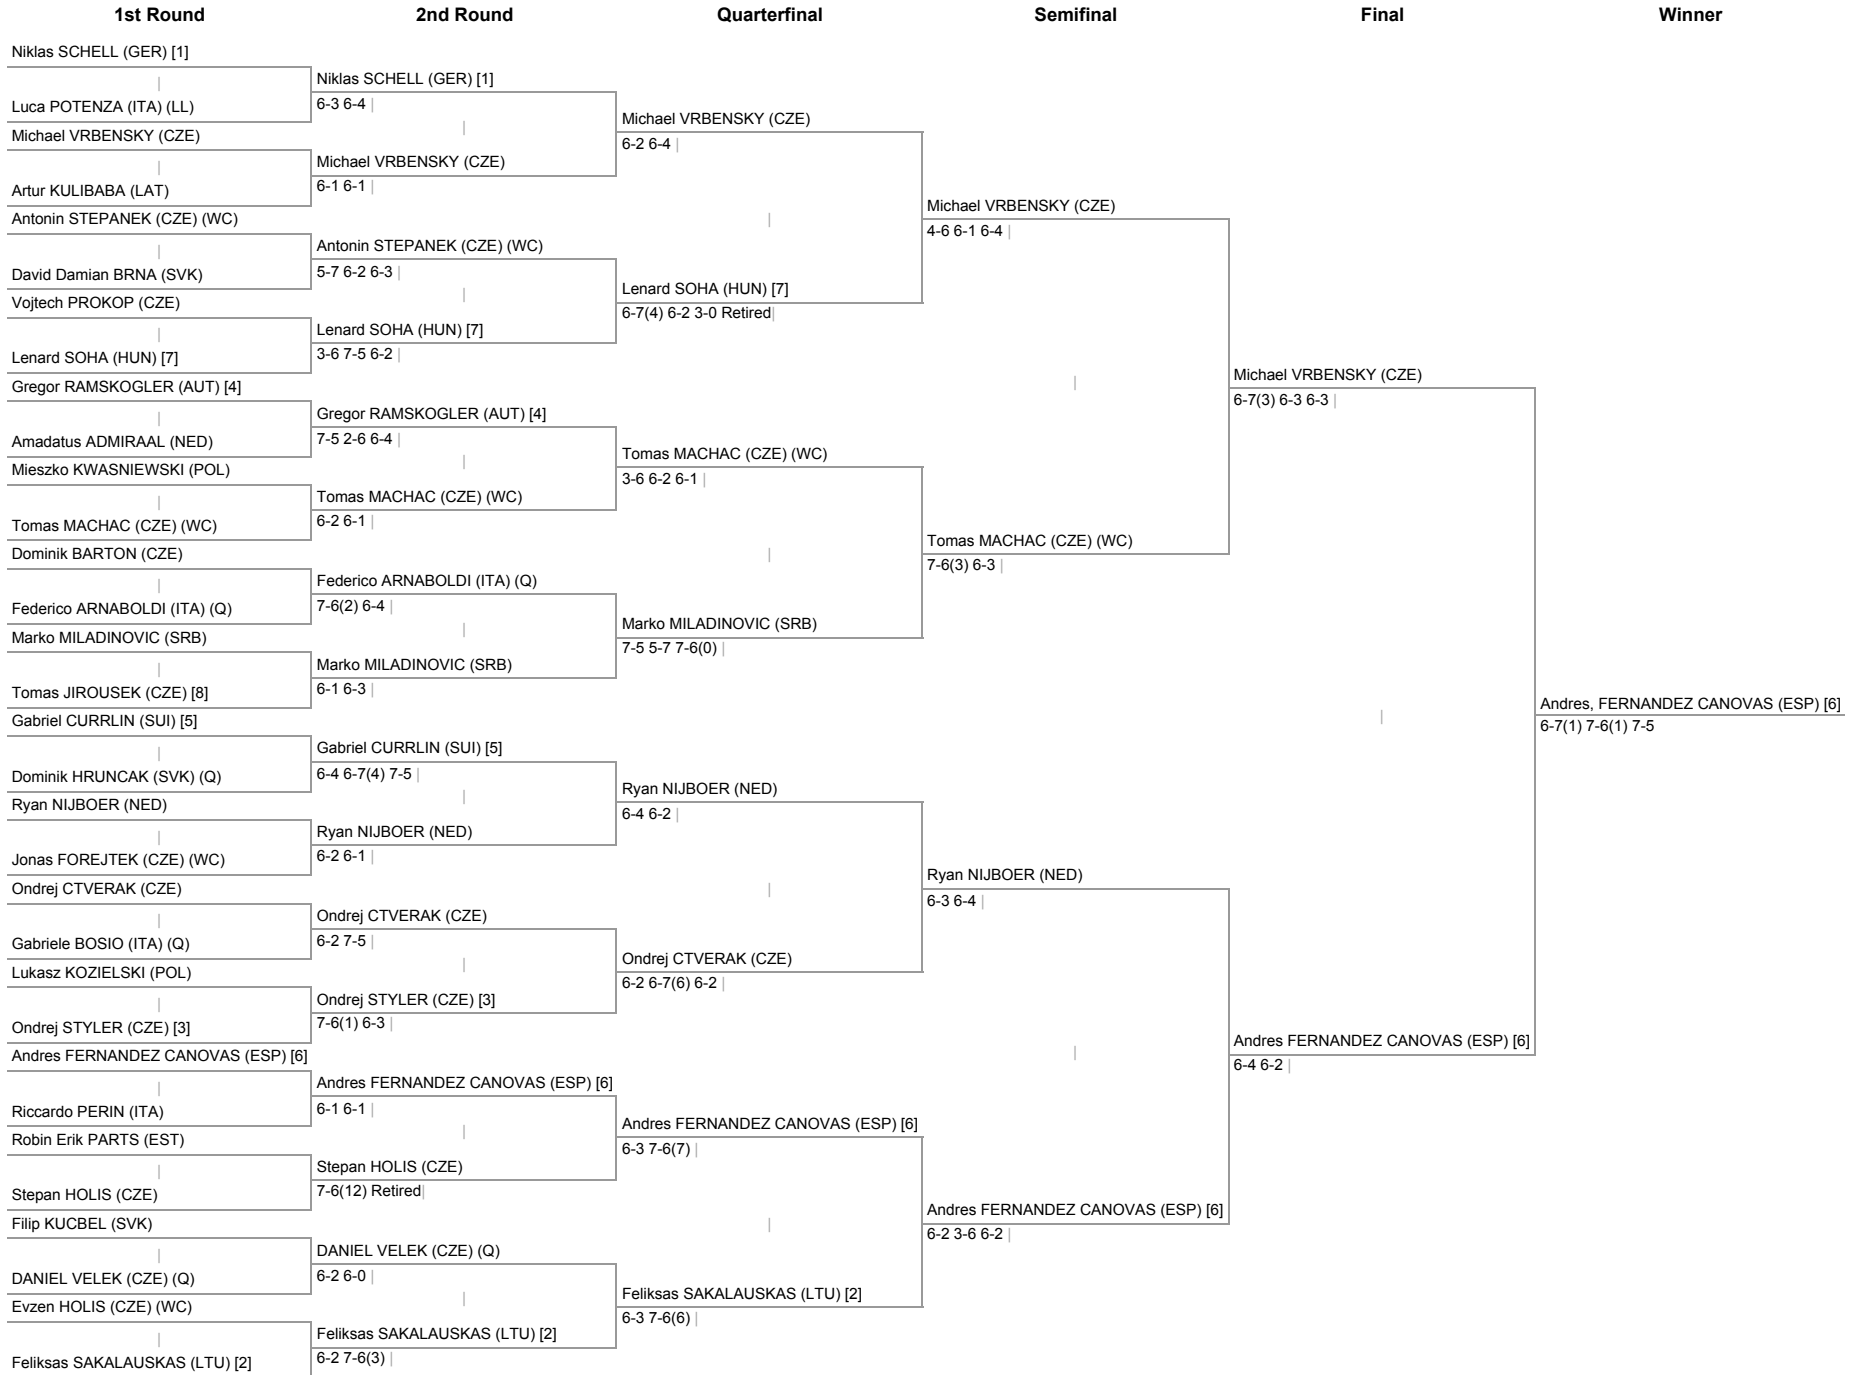 1st Round
2nd Round
Quarterfinal
Semifinal
Final
Winner
Niklas SCHELL (GER) [1]
Luca POTENZA (ITA) (LL)
Michael VRBENSKY (CZE)
Artur KULIBABA (LAT)
Antonin STEPANEK (CZE) (WC)
David Damian BRNA (SVK)
Vojtech PROKOP (CZE)
Lenard SOHA (HUN) [7]
Gregor RAMSKOGLER (AUT) [4]
Amadatus ADMIRAAL (NED)
Mieszko KWASNIEWSKI (POL)
Tomas MACHAC (CZE) (WC)
Dominik BARTON (CZE)
Federico ARNABOLDI (ITA) (Q)
Marko MILADINOVIC (SRB)
Tomas JIROUSEK (CZE) [8]
Gabriel CURRLIN (SUI) [5]
Dominik HRUNCAK (SVK) (Q)
Ryan NIJBOER (NED)
Jonas FOREJTEK (CZE) (WC)
Ondrej CTVERAK (CZE)
Gabriele BOSIO (ITA) (Q)
Lukasz KOZIELSKI (POL)
Ondrej STYLER (CZE) [3]
Andres FERNANDEZ CANOVAS (ESP) [6]
Riccardo PERIN (ITA)
Robin Erik PARTS (EST)
Stepan HOLIS (CZE)
Filip KUCBEL (SVK)
DANIEL VELEK (CZE) (Q)
Evzen HOLIS (CZE) (WC)
Feliksas SAKALAUSKAS (LTU) [2]
Niklas SCHELL (GER) [1]
6-3 6-4 |
Michael VRBENSKY (CZE)
6-1 6-1 |
Antonin STEPANEK (CZE) (WC)
5-7 6-2 6-3 |
Lenard SOHA (HUN) [7]
3-6 7-5 6-2 |
Gregor RAMSKOGLER (AUT) [4]
7-5 2-6 6-4 |
Tomas MACHAC (CZE) (WC)
6-2 6-1 |
Federico ARNABOLDI (ITA) (Q)
7-6(2) 6-4 |
Marko MILADINOVIC (SRB)
6-1 6-3 |
Gabriel CURRLIN (SUI) [5]
6-4 6-7(4) 7-5 |
Ryan NIJBOER (NED)
6-2 6-1 |
Ondrej CTVERAK (CZE)
6-2 7-5 |
Ondrej STYLER (CZE) [3]
7-6(1) 6-3 |
Andres FERNANDEZ CANOVAS (ESP) [6]
6-1 6-1 |
Stepan HOLIS (CZE)
7-6(12) Retired|
DANIEL VELEK (CZE) (Q)
6-2 6-0 |
Feliksas SAKALAUSKAS (LTU) [2]
6-2 7-6(3) |
Michael VRBENSKY (CZE)
6-2 6-4 |
Lenard SOHA (HUN) [7]
6-7(4) 6-2 3-0 Retired|
Tomas MACHAC (CZE) (WC)
3-6 6-2 6-1 |
Marko MILADINOVIC (SRB)
7-5 5-7 7-6(0) |
Ryan NIJBOER (NED)
6-4 6-2 |
Ondrej CTVERAK (CZE)
6-2 6-7(6) 6-2 |
Andres FERNANDEZ CANOVAS (ESP) [6]
6-3 7-6(7) |
Feliksas SAKALAUSKAS (LTU) [2]
6-3 7-6(6) |
Michael VRBENSKY (CZE)
4-6 6-1 6-4 |
Tomas MACHAC (CZE) (WC)
7-6(3) 6-3 |
Ryan NIJBOER (NED)
6-3 6-4 |
Andres FERNANDEZ CANOVAS (ESP) [6]
6-2 3-6 6-2 |
Michael VRBENSKY (CZE)
6-7(3) 6-3 6-3 |
Andres FERNANDEZ CANOVAS (ESP) [6]
6-4 6-2 |
Andres, FERNANDEZ CANOVAS (ESP) [6]
6-7(1) 7-6(1) 7-5